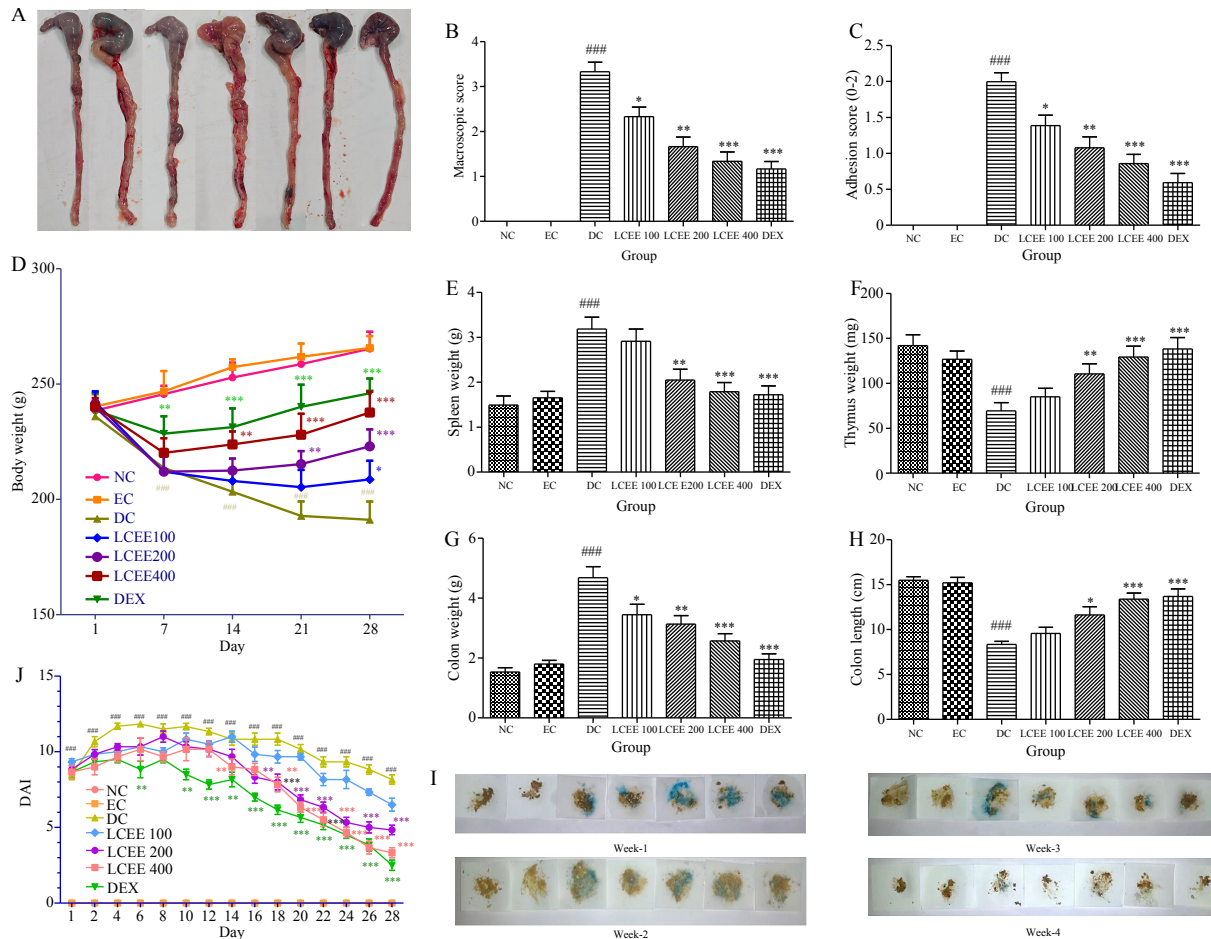 A
B
Macroscopic score
4
3
2
1
0
###
*
**
***
***
NC EC DC LCEE 100 LCEE 200 LCEE 400 DEX
Group
C
Adhesion score (0-2)
2.5
2.0
1.5
1.0
0.5
0
###
*
**
***
***
NC EC DC LCEE 100 LCEE 200 LCEE 400 DEX
Group
D
Body weight (g)
300
250
200
150
***
***
***
**
***
***
**
***
**
*
###
###
###
###
NC
EC
DC
LCEE100
LCEE200
LCEE400
DEX
1 7 14 21 28
Day
E
Spleen weight (g)
4
3
2
1
0
###
**
***
***
NC EC DC LCEE 100 LCE E200 LCEE 400 DEX
Group
F
Thymus weight (mg)
200
150
100
50
0
###
**
***
***
NC EC DC LCEE 100 LCEE 200 LCEE 400 DEX
Group
G
Colon weight (g)
6
4
2
0
###
*
**
***
***
NC EC DC LCEE 100 LCEE 200 LCEE 400 DEX
Group
H
Colon length (cm)
20
15
10
5
0
###
*
***
***
NC EC DC LCEE 100 LCEE 200 LCEE 400 DEX
Group
J
DAI
15
10
5
0
### ### ### ### ### ### ### ### ### ### ### ### ### ### ###
** ** *** ** *** *** *** *** *** ***
NC
EC
DC
LCEE 100
LCEE 200
LCEE 400
DEX
1 2 4 6 8 10 12 14 16 18 20 22 24 26 28
Day
I
Week-1
Week-3
Week-2
Week-4